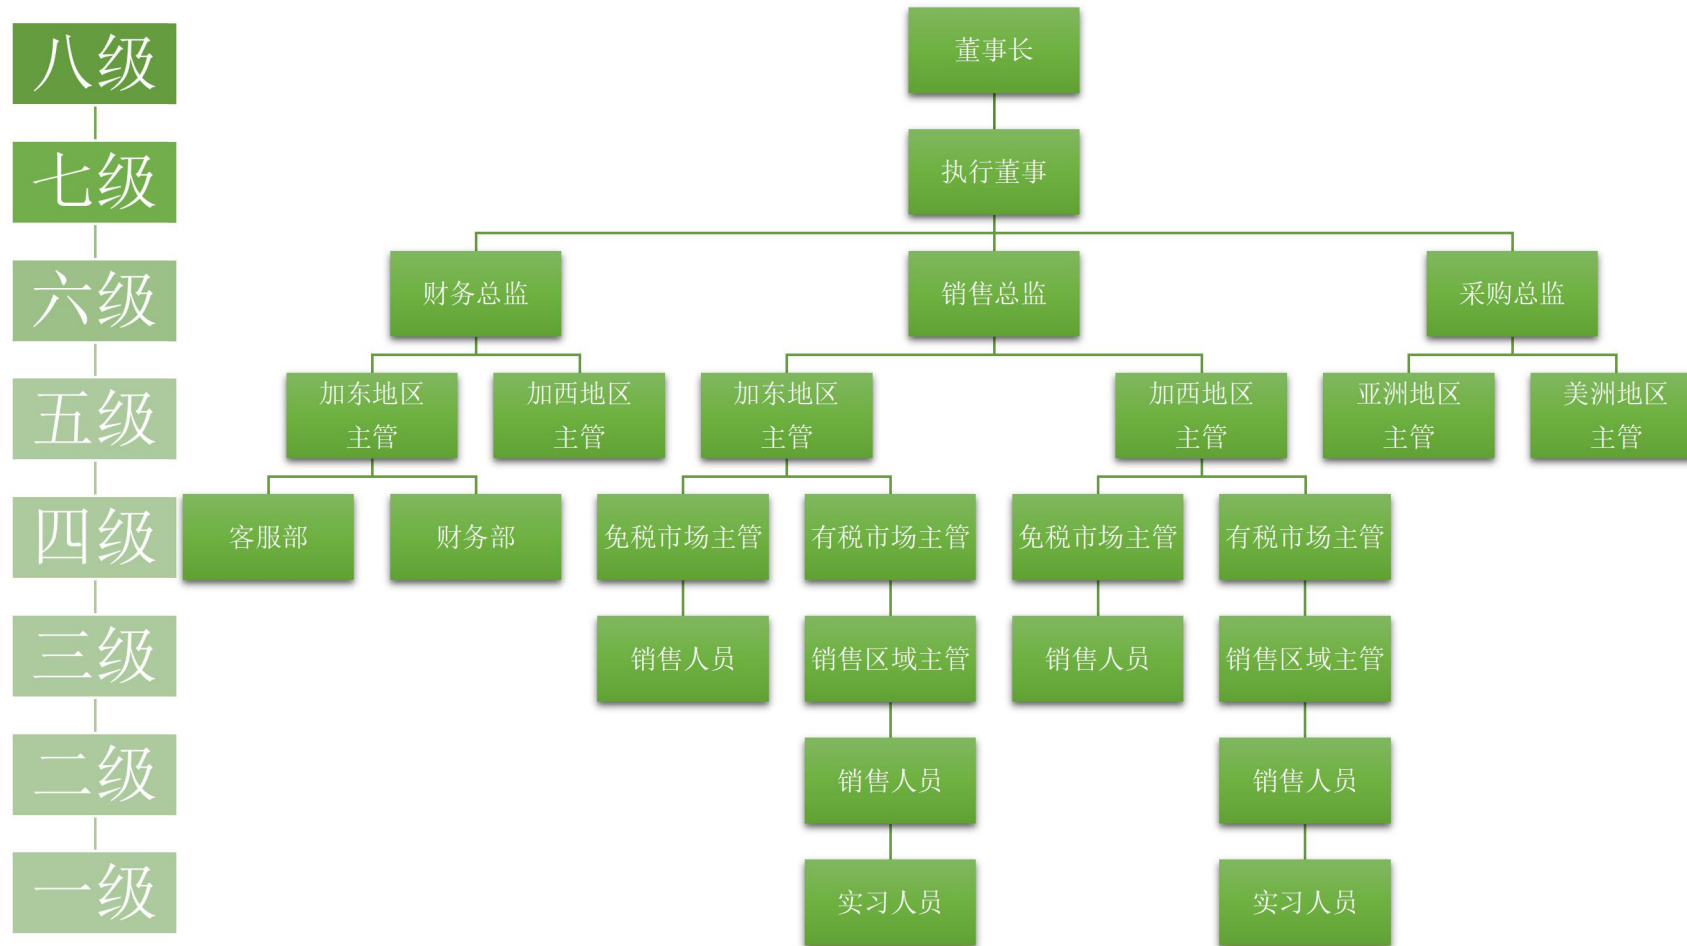 八级
董事长
七级
执行董事
六级
财务总监
销售总监
采购总监
五级
加东地区
主管
加西地区
主管
加东地区
主管
加西地区
主管
亚洲地区
主管
美洲地区
主管
四级
客服部
财务部
免税市场主管
有税市场主管
免税市场主管
有税市场主管
三级
销售人员
销售区域主管
销售人员
销售区域主管
二级
销售人员
销售人员
一级
实习人员
实习人员